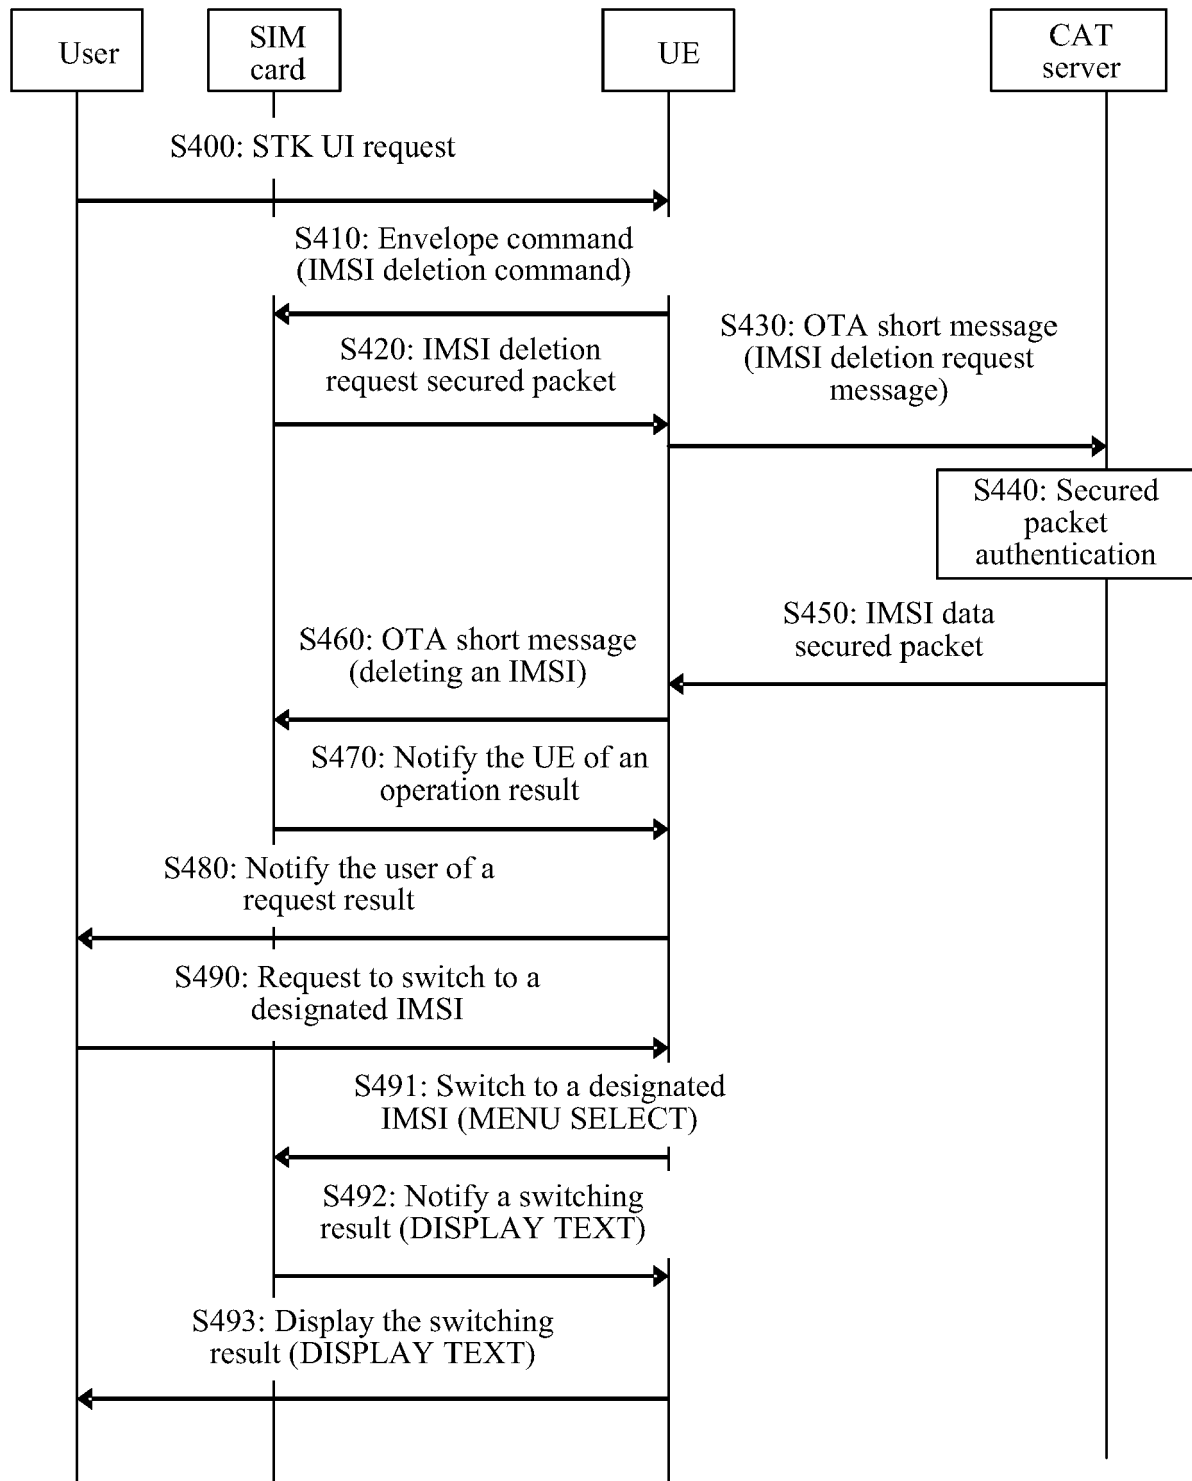 User
SIM
card
UE
CAT
server
S400: STK UI request
S410: Envelope command
(IMSI deletion command)
S420: IMSI deletion
request secured packet
S430: OTA short message
(IMSI deletion request
message)
S440: Secured
packet
authentication
S450: IMSI data
secured packet
S460: OTA short message
(deleting an IMSI)
S470: Notify the UE of an
operation result
S480: Notify the user of a
request result
S490: Request to switch to a
designated IMSI
S491: Switch to a designated
IMSI (MENU SELECT)
S492: Notify a switching
result (DISPLAY TEXT)
S493: Display the switching
result (DISPLAY TEXT)